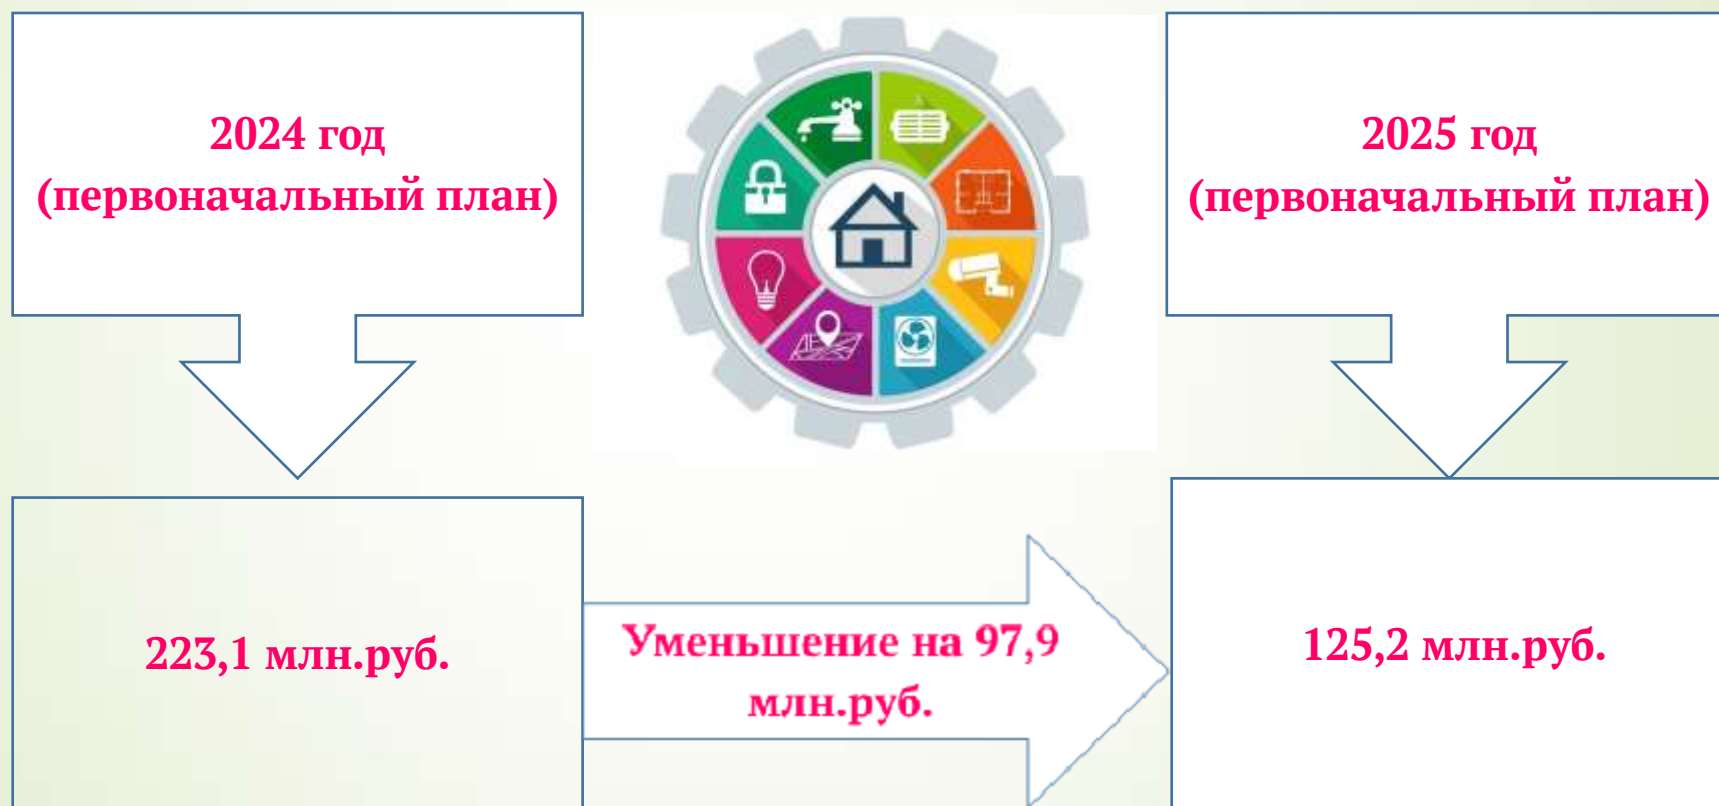 2024 год
(первоначальный план)
2025 год
(первоначальный план)
223,1 млн.руб.
Уменьшение на 97,9
млн.руб.
125,2 млн.руб.